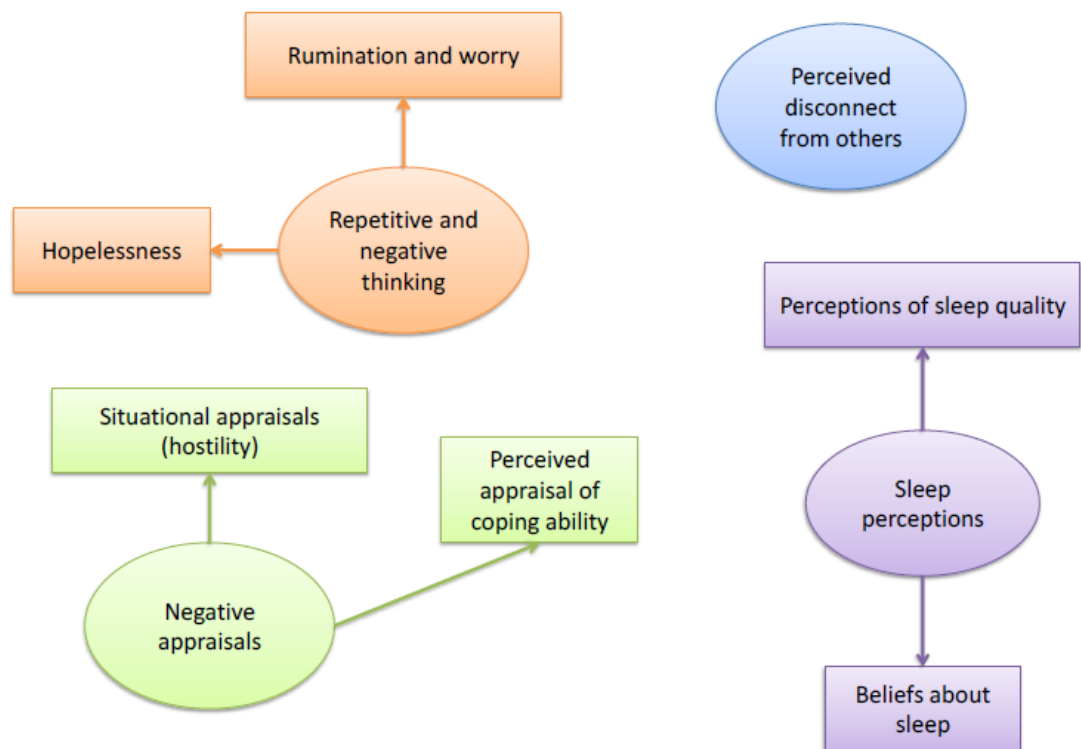 Rumination and worry
Perceived
disconnect
from others
Repetitive and
negative
thinking
Hopelessness
Perceptions of sleep quality
Situational appraisals
(hostility)
Perceived
appraisal of
coping ability
Sleep
perceptions
Negative
appraisals
Beliefs about
sleep